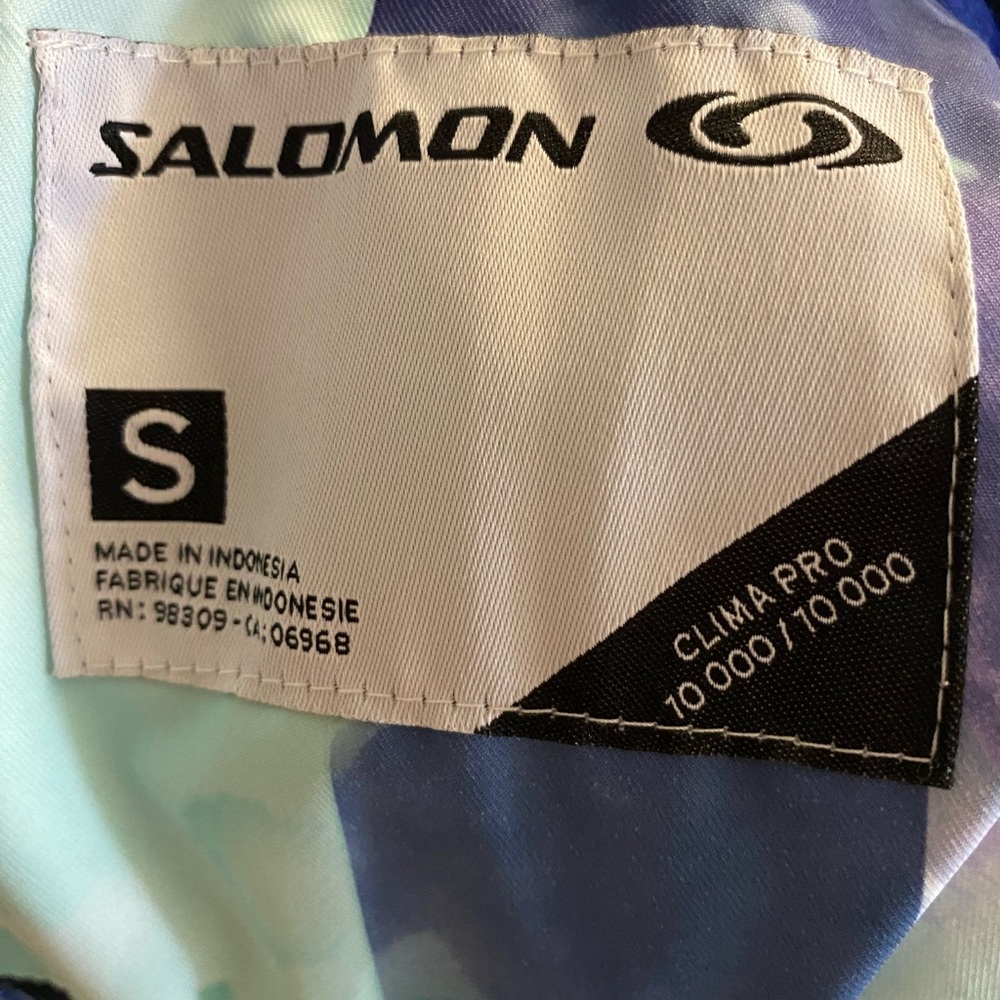 SALOMON
S
MADE IN INDONESIA
FABRIQUE EN INDONESIE
RN: 98309-CA:06968
CLIMA PRO
10 000 / 10 000